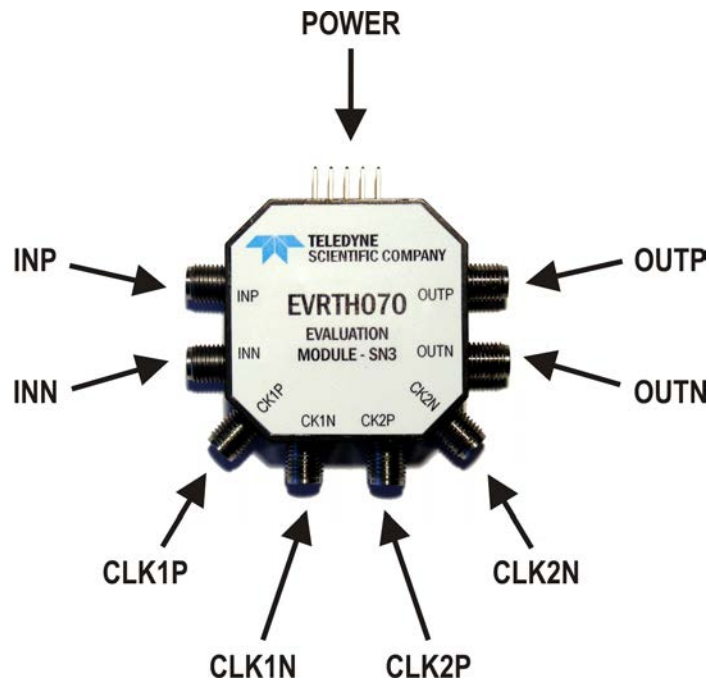 POWER
TELEDYNE
SCIENTIFIC COMPANY
INP
OUTP
INP
OUTP
EVRTH070
EVALUATION
MODULE - SN3
INN
OUTN
INN
OUTN
CK1P
CK1N
CK2P
CK2N
CLK1P
CLK2N
CLK1N
CLK2P